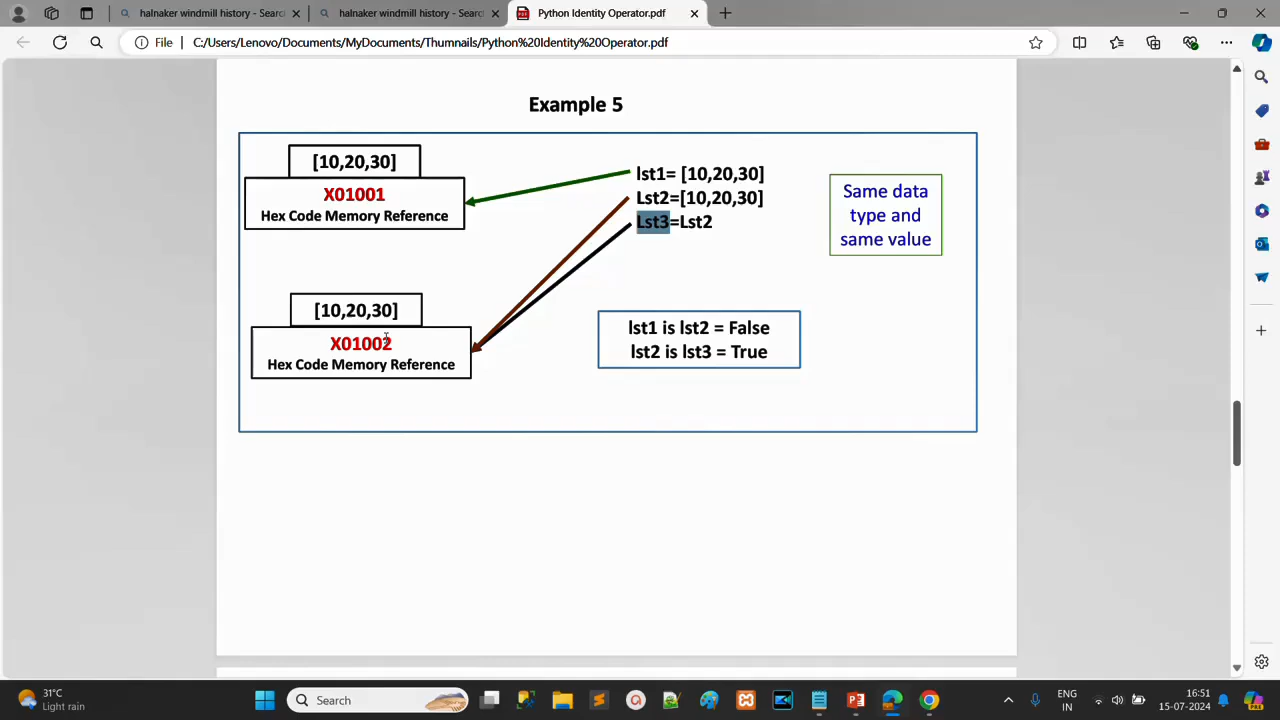 halnaker windmill history - Searc
halnaker windmill history - Searc
Python Identity Operator.pdf
File
C:/Users/Lenovo/Documents/MyDocuments/Thumnails/Python%20Identity%20Operator.pdf
Example 5
[10,20,30]
X01001
Hex Code Memory Reference
lst1= [10,20,30]
Lst2=[10,20,30]
Lst3=Lst2
Same data
type and
same value
[10,20,30]
X01002
Hex Code Memory Reference
lst1 is lst2 = False
lst2 is lst3 = True
31°C
Light rain
Search
ENG
IN
16:51
15-07-2024